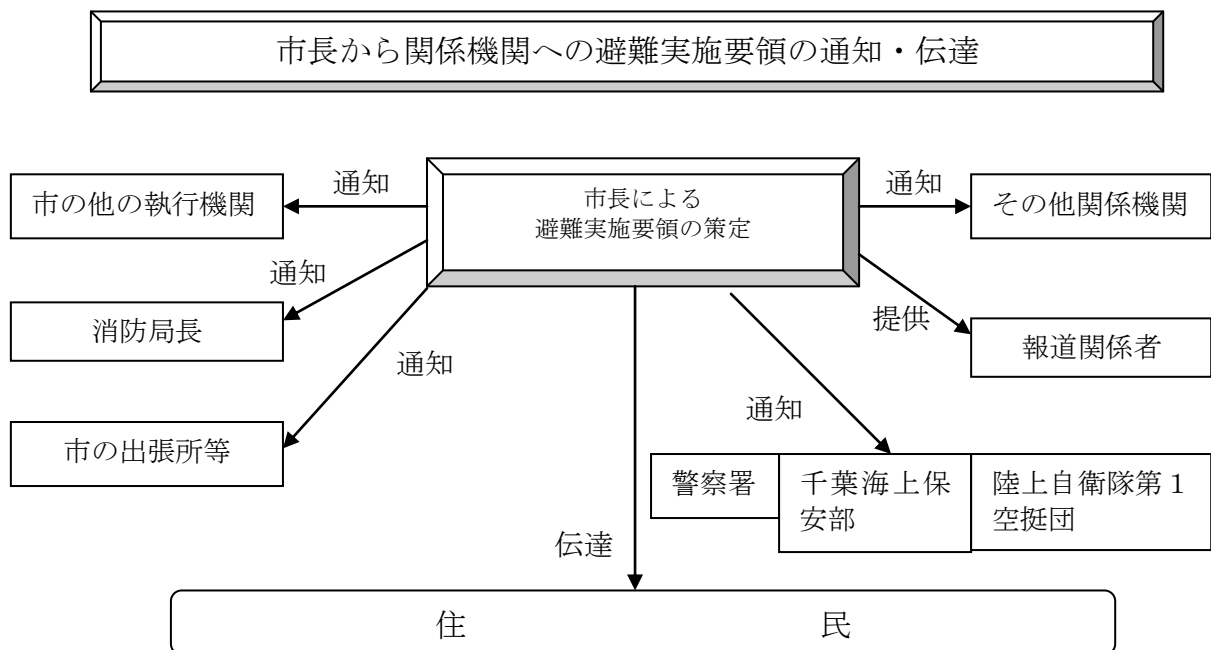 市長から関係機関への避難実施要領の通知・伝達
通知
通知
市の他の執行機関
市長による
避難実施要領の策定
その他関係機関
通知
提供
消防局長
報道関係者
通知
通知
市の出張所等
警察署
千葉海上保
安部
陸上自衛隊第１
空挺団
伝達
住 民